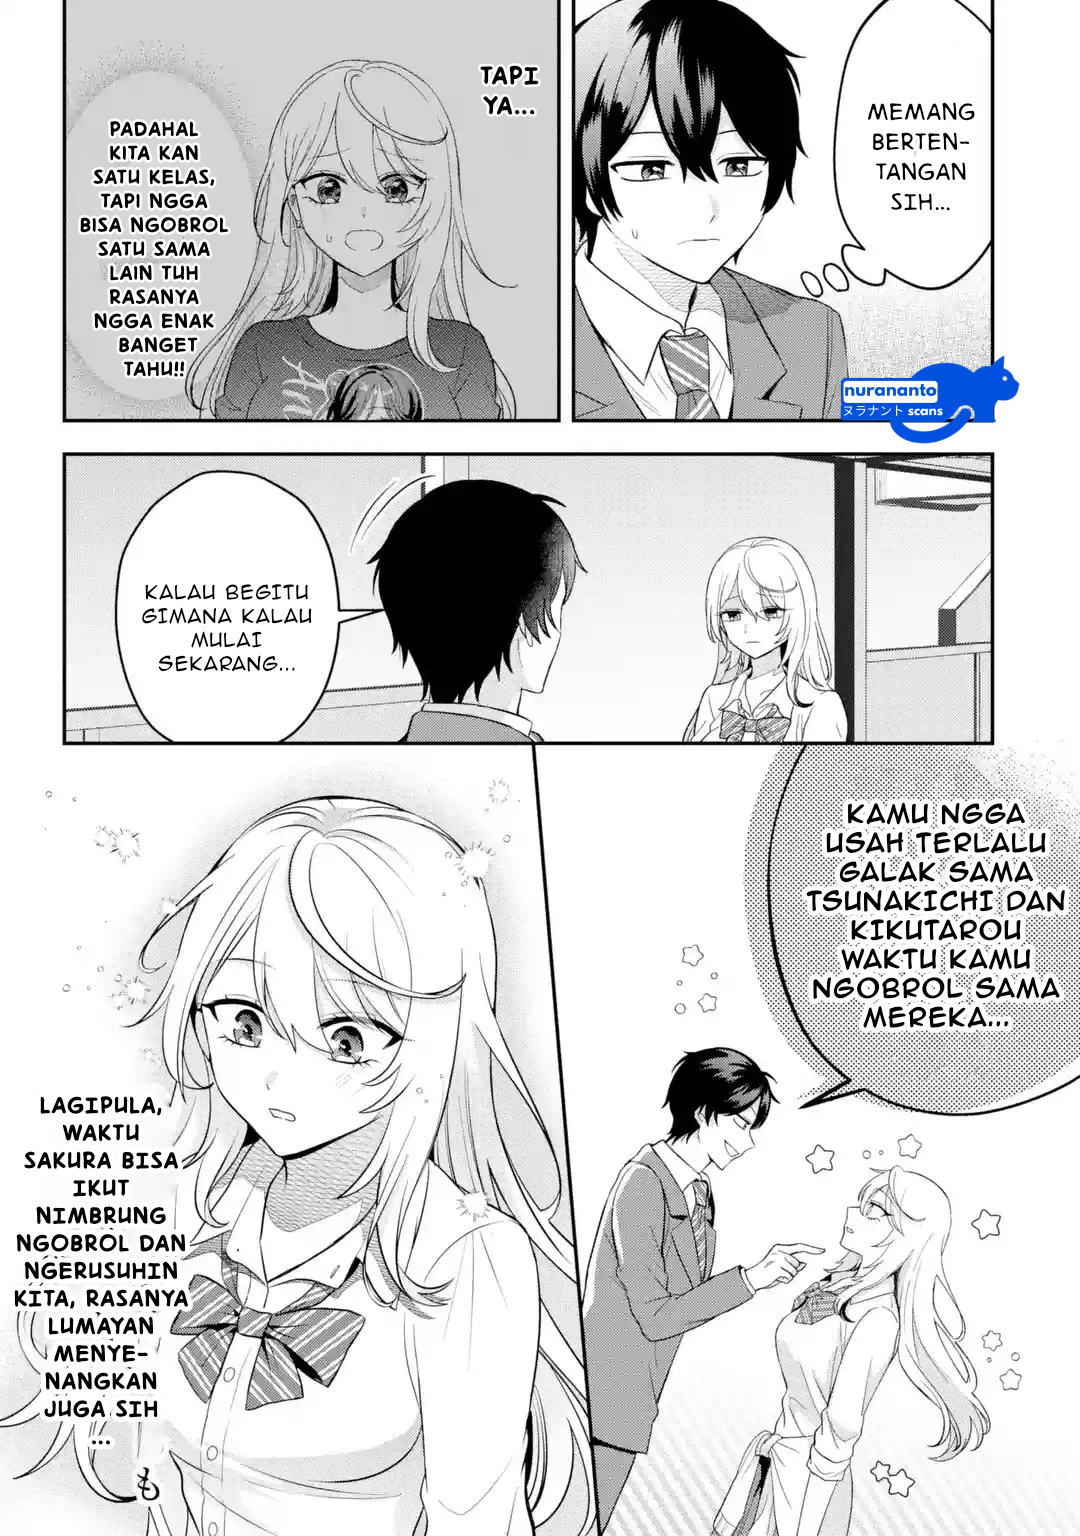 MEMANG
BERTEN-
TANGAN
SIH...
TAPI
YA...
PADAHAL
KITA KAN
SATU KELAS,
TAPI NGGA
BISA NGOBROL
SATU SAMA
LAIN TUH
RASANYA
NGGA ENAK
BANGET
TAHU!!
nurananto
ヌラナント scans
KALAU BEGITU
GIMANA KALAU
MULAI
SEKARANG...
KAMU NGGA
USAH TERLALU
GALAK SAMA
TSUNAKICHI DAN
KIKUTAROU
WAKTU KAMU
NGOBROL SAMA
MEREKA...
LAGIPULA,
WAKTU
SAKURA BISA
IKUT
NIMBRUNG
NGOBROL DAN
NGERUSUHIN
KITA, RASANYA
LUMAYAN
MENYE-
NANGKAN
JUGA SIH
...
も